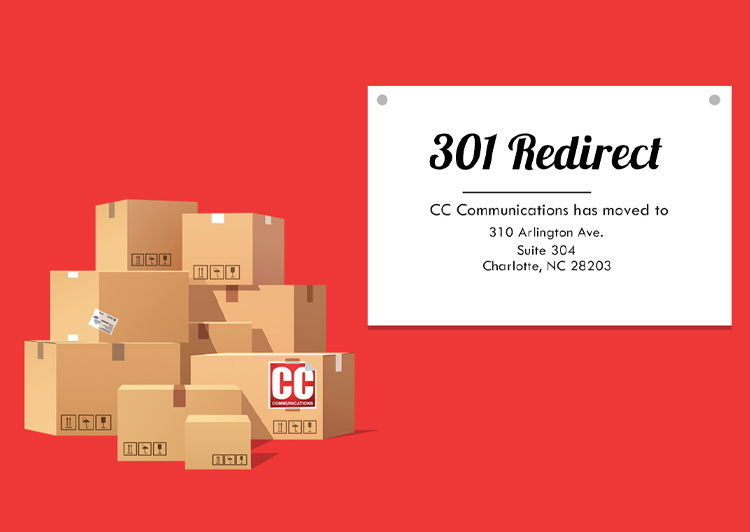 301 Redirect
CC Communications has moved to
310 Arlington Ave.
Suite 304
Charlotte, NC 28203
CC
COMMUNICATIONS